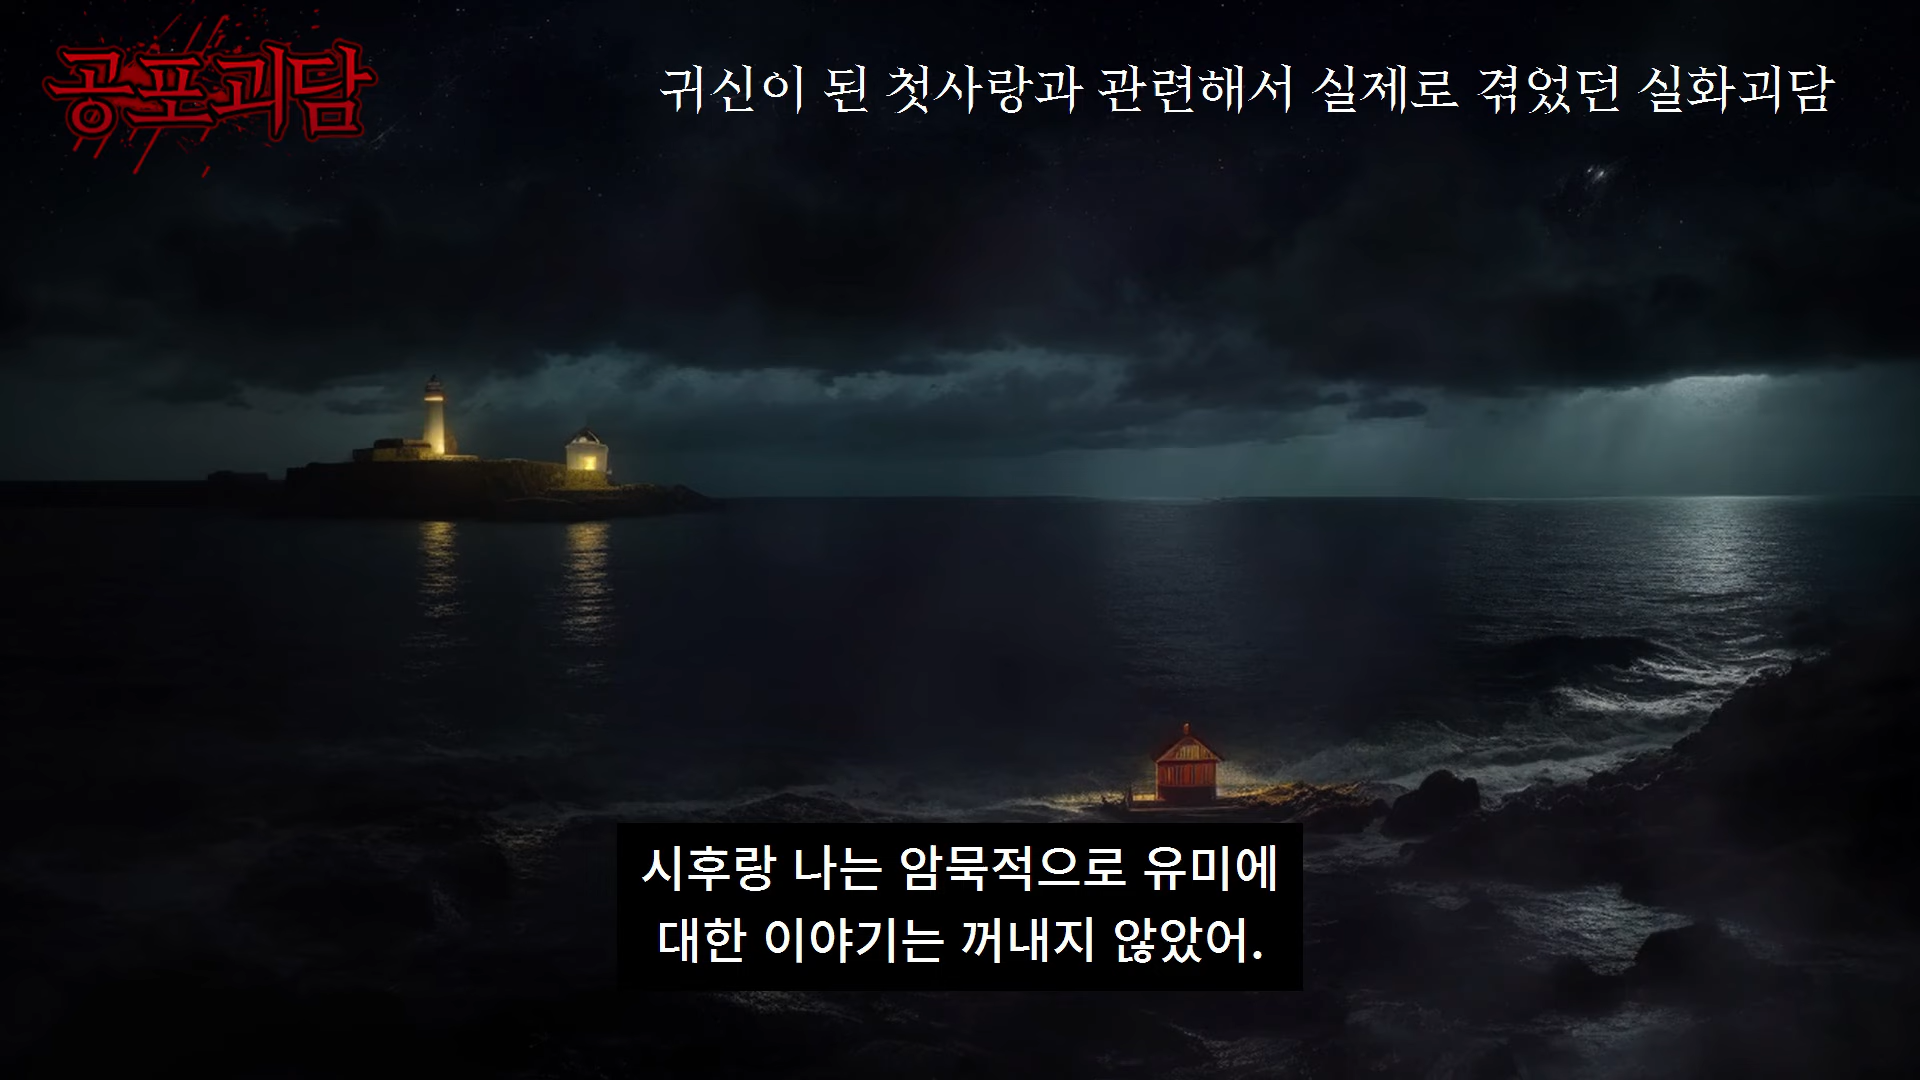 공포괴담
귀신이 된 첫사랑과 관련해서 실제로 겪었던 실화괴담
시후랑 나는 암묵적으로 유미에
대한 이야기는 꺼내지 않았어.